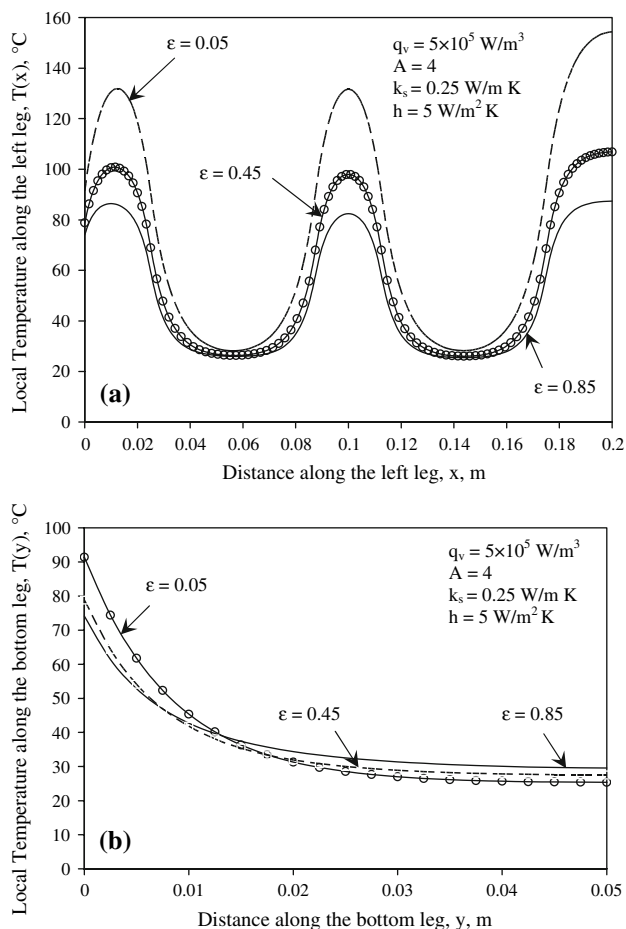 160
140
120
100
80
60
40
20
0
Local Temperature along the left leg, T(x), °C
ε = 0.05
q_v = 5×10⁵ W/m³
A = 4
k_s = 0.25 W/m K
h = 5 W/m² K
ε = 0.45
ε = 0.85
(a)
0 0.02 0.04 0.06 0.08 0.1 0.12 0.14 0.16 0.18 0.2
Distance along the left leg, x, m
100
90
80
70
60
50
40
30
20
10
0
Local Temperature along the bottom leg, T(y), °C
ε = 0.05
q_v = 5×10⁵ W/m³
A = 4
k_s = 0.25 W/m K
h = 5 W/m² K
ε = 0.45
ε = 0.85
(b)
0 0.01 0.02 0.03 0.04 0.05
Distance along the bottom leg, y, m